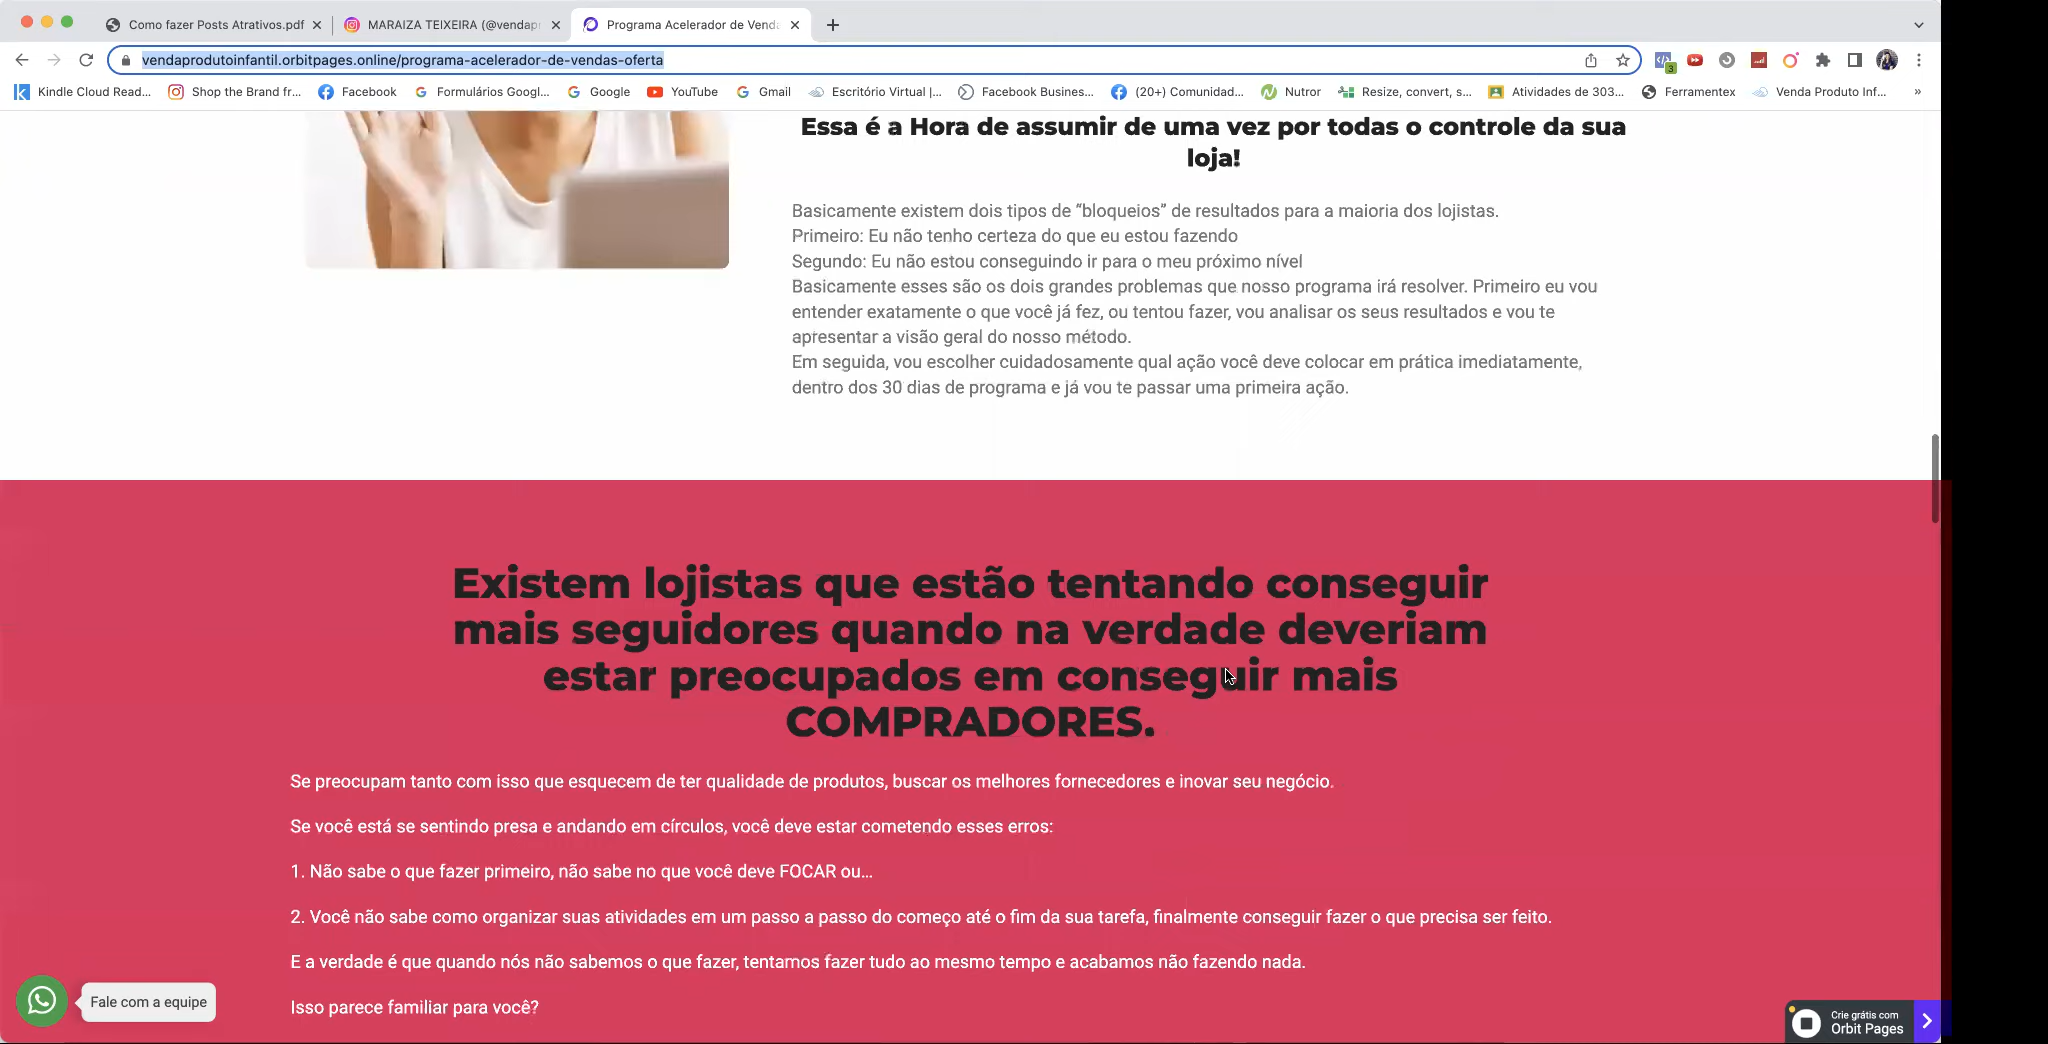 Como fazer Posts Atrativos.pdf
MARAIZA TEIXEIRA (@vendapr
Programa Acelerador de Venda
vendaprodutoinfantil.orbitpages.online/programa-acelerador-de-vendas-oferta
3
Kindle Cloud Read...
Shop the Brand fr...
Facebook
Formulários Googl...
Google
YouTube
Gmail
Escritório Virtual |...
Facebook Busines...
(20+) Comunidad...
Nutror
Resize, convert, s...
Atividades de 303...
Ferramentex
Venda Produto Inf...
»
Essa é a Hora de assumir de uma vez por todas o controle da sua
loja!
Basicamente existem dois tipos de “bloqueios” de resultados para a maioria dos lojistas.
Primeiro: Eu não tenho certeza do que eu estou fazendo
Segundo: Eu não estou conseguindo ir para o meu próximo nível
Basicamente esses são os dois grandes problemas que nosso programa irá resolver. Primeiro eu vou
entender exatamente o que você já fez, ou tentou fazer, vou analisar os seus resultados e vou te
apresentar a visão geral do nosso método.
Em seguida, vou escolher cuidadosamente qual ação você deve colocar em prática imediatamente,
dentro dos 30 dias de programa e já vou te passar uma primeira ação.
Existem lojistas que estão tentando conseguir
mais seguidores quando na verdade deveriam
estar preocupados em conseguir mais
COMPRADORES.
Se preocupam tanto com isso que esquecem de ter qualidade de produtos, buscar os melhores fornecedores e inovar seu negócio.
Se você está se sentindo presa e andando em círculos, você deve estar cometendo esses erros:
1. Não sabe o que fazer primeiro, não sabe no que você deve FOCAR ou...
2. Você não sabe como organizar suas atividades em um passo a passo do começo até o fim da sua tarefa, finalmente conseguir fazer o que precisa ser feito.
E a verdade é que quando nós não sabemos o que fazer, tentamos fazer tudo ao mesmo tempo e acabamos não fazendo nada.
Isso parece familiar para você?
Fale com a equipe
Crie grátis com
Orbit Pages